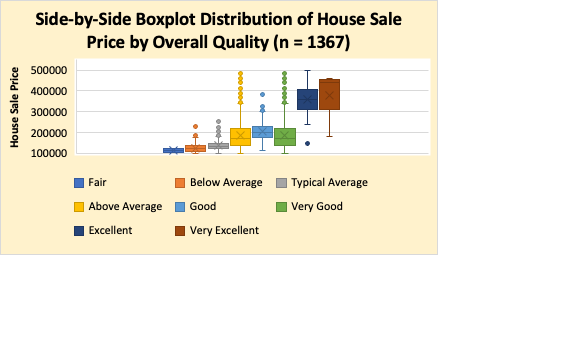 Side-by-Side Boxplot Distribution of House Sale
Price by Overall Quality (n = 1367)
House Sale Price
500000
400000
300000
200000
100000
Fair
Below Average
Typical Average
Above Average
Good
Very Good
Excellent
Very Excellent